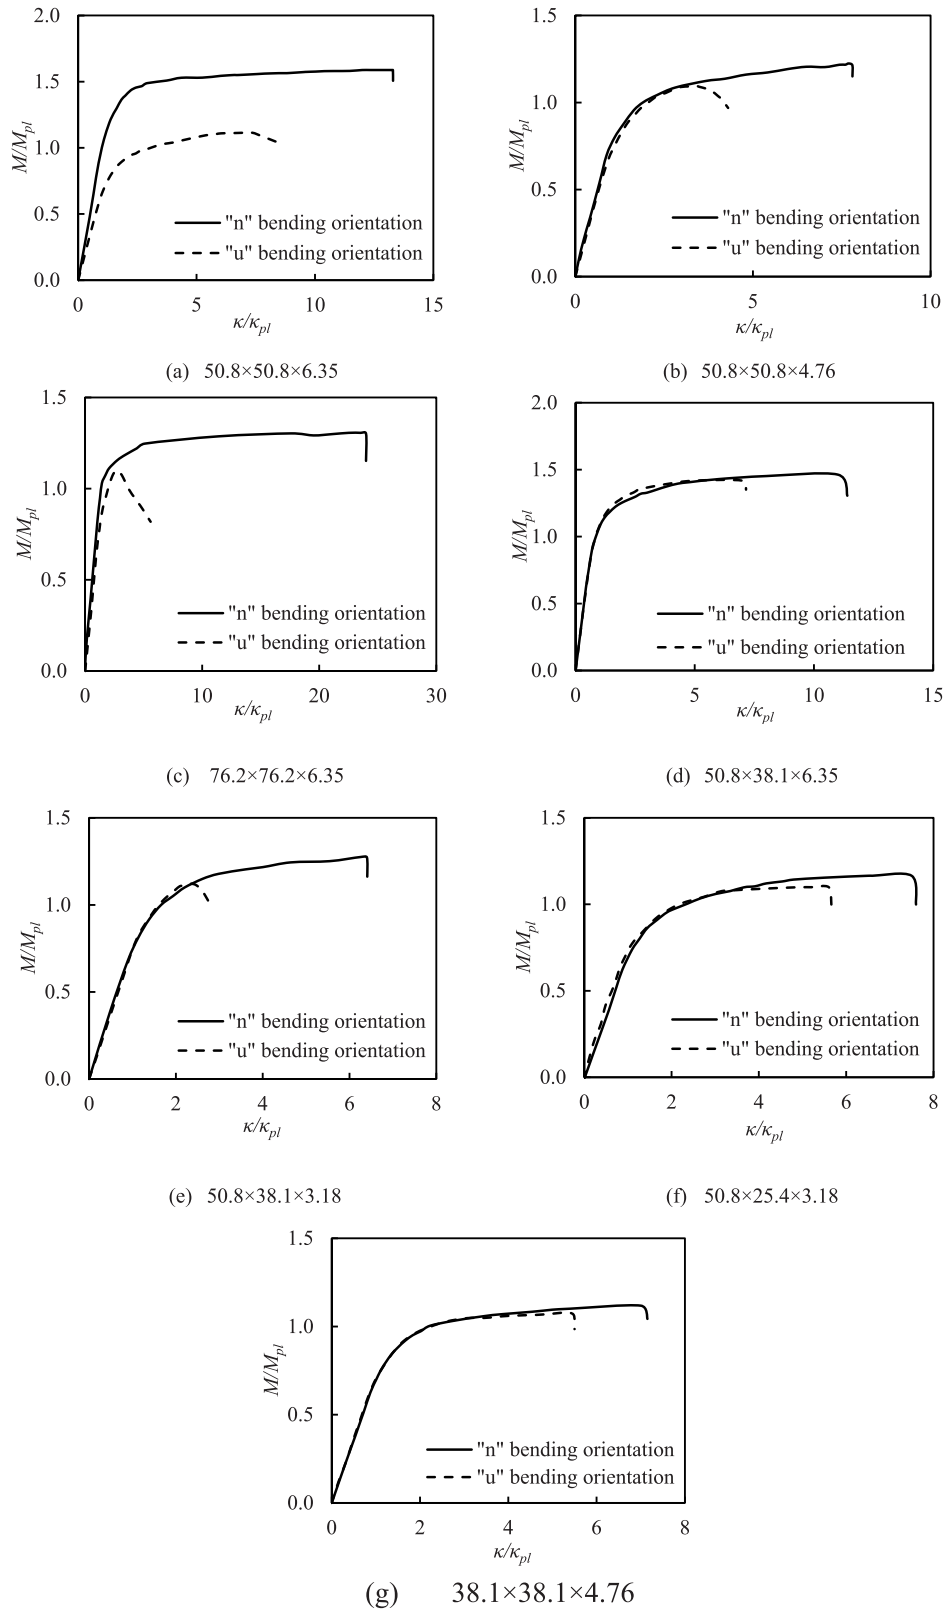 2.0
1.5
1.0
0.5
0.0
M/Mpl
"n" bending orientation
"u" bending orientation
0 5 10 15
κ/κpl
(a) 50.8×50.8×6.35
1.5
1.0
0.5
0.0
M/Mpl
"n" bending orientation
"u" bending orientation
0 5 10
κ/κpl
(b) 50.8×50.8×4.76
1.5
1.0
0.5
0.0
M/Mpl
"n" bending orientation
"u" bending orientation
0 10 20 30
κ/κpl
(c) 76.2×76.2×6.35
2.0
1.5
1.0
0.5
0.0
M/Mpl
"n" bending orientation
"u" bending orientation
0 5 10 15
κ/κpl
(d) 50.8×38.1×6.35
1.5
1.0
0.5
0.0
M/Mpl
"n" bending orientation
"u" bending orientation
0 2 4 6 8
κ/κpl
(e) 50.8×38.1×3.18
1.5
1.0
0.5
0.0
M/Mpl
"n" bending orientation
"u" bending orientation
0 2 4 6 8
κ/κpl
(f) 50.8×25.4×3.18
1.5
1.0
0.5
0.0
M/Mpl
"n" bending orientation
"u" bending orientation
0 2 4 6 8
κ/κpl
(g) 38.1×38.1×4.76